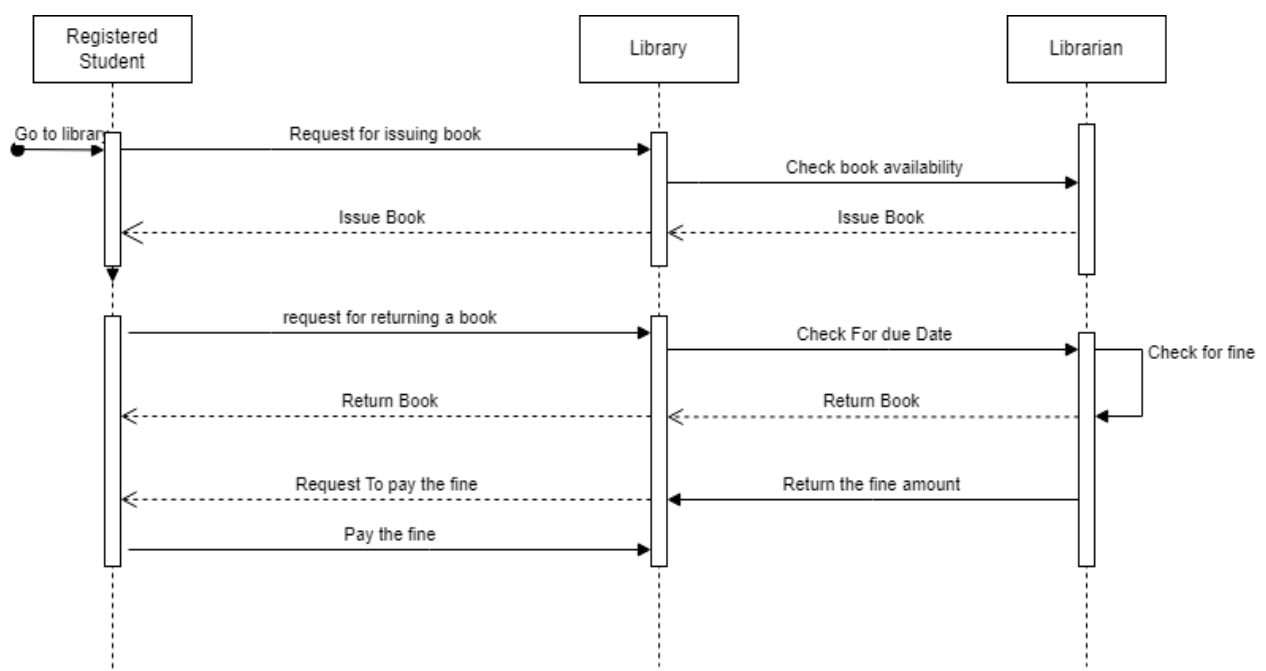 Registered
Student
Library
Librarian
Go to library
Request for issuing book
Check book availability
Issue Book
Issue Book
request for returning a book
Check For due Date
Check for fine
Return Book
Return Book
Request To pay the fine
Return the fine amount
Pay the fine